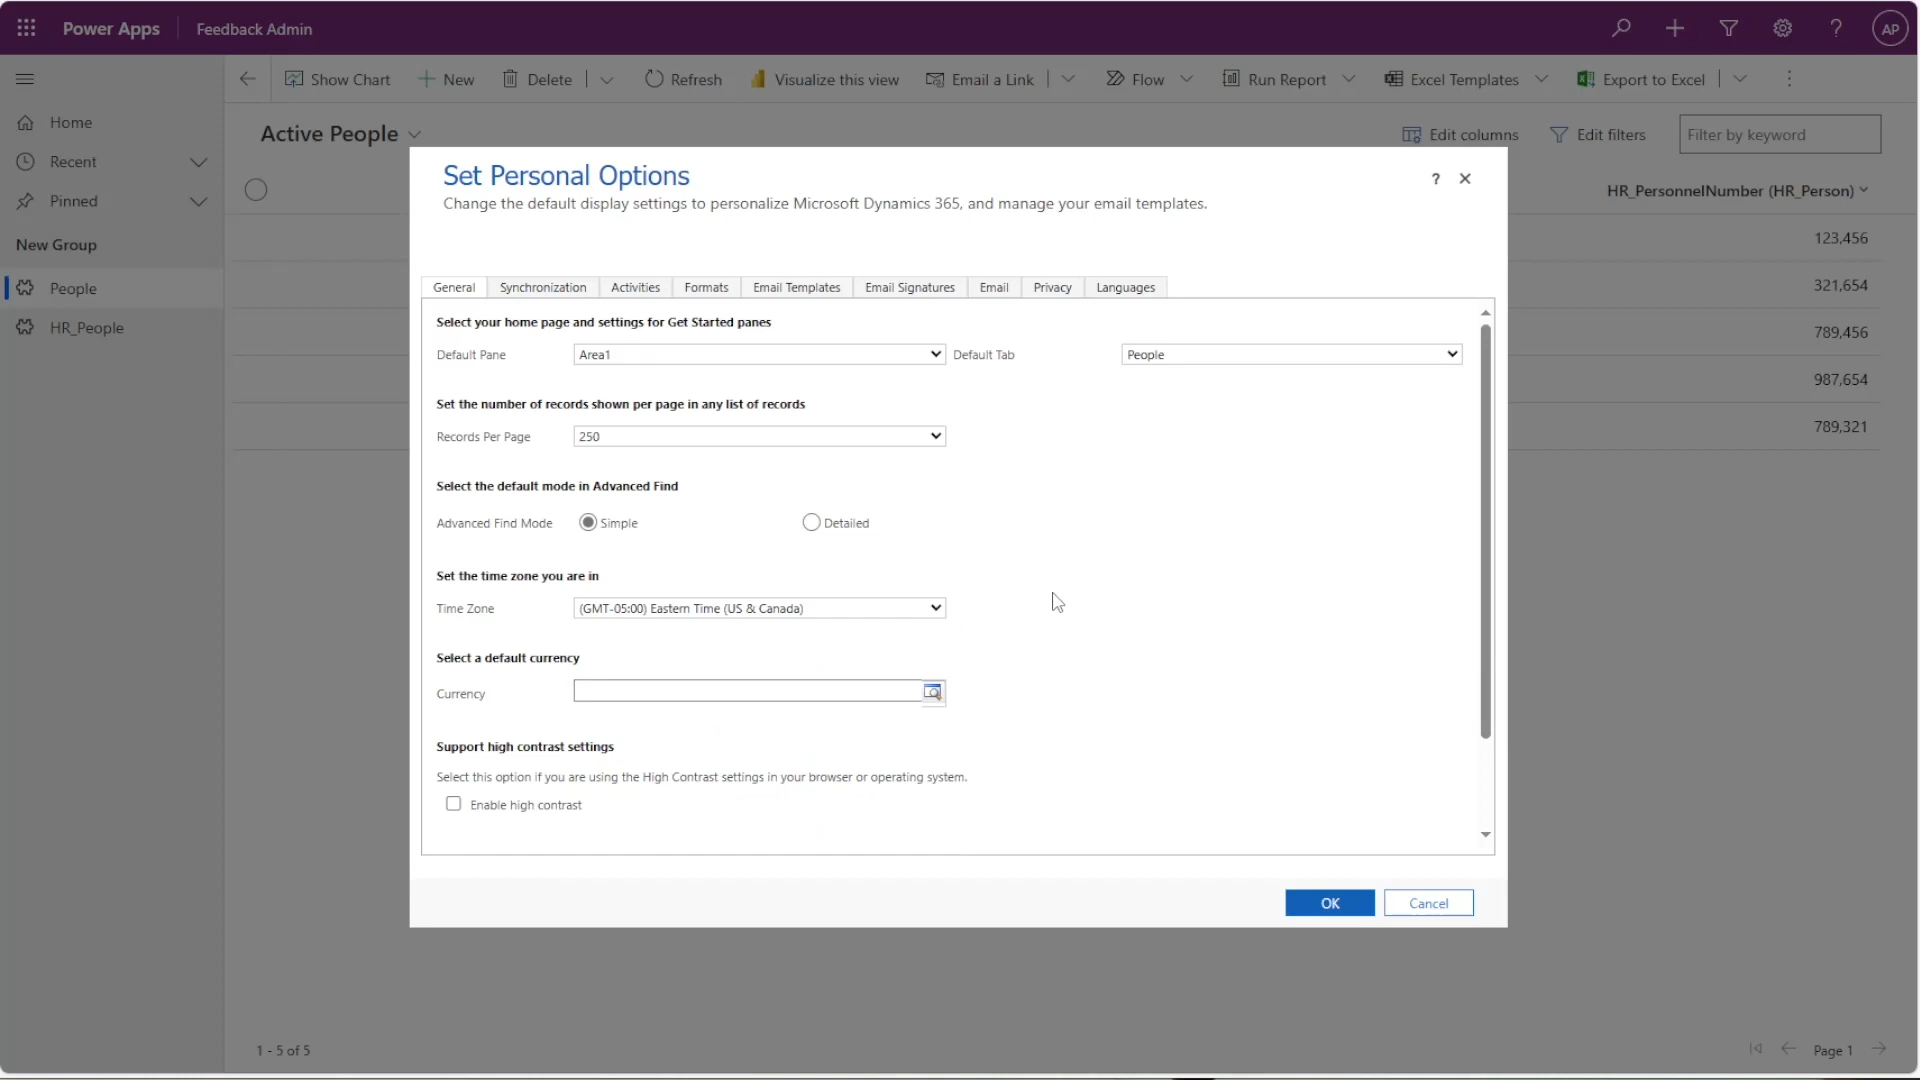 Power Apps
Feedback Admin
AP
Show Chart
New
Delete
Refresh
Visualize this view
Email a Link
Flow
Run Report
Excel Templates
Export to Excel
Home
Recent
Pinned
New Group
People
HR_People
Active People
Edit columns
Edit filters
Filter by keyword
HR_PersonnelNumber (HR_Person)
123,456
321,654
789,456
987,654
789,321
Set Personal Options
?
Change the default display settings to personalize Microsoft Dynamics 365, and manage your email templates.
General
Synchronization
Activities
Formats
Email Templates
Email Signatures
Email
Privacy
Languages
Select your home page and settings for Get Started panes
Default Pane
Area1
Default Tab
People
Set the number of records shown per page in any list of records
Records Per Page
250
Select the default mode in Advanced Find
Advanced Find Mode
Simple
Detailed
Set the time zone you are in
Time Zone
(GMT-05:00) Eastern Time (US & Canada)
Select a default currency
Currency
Support high contrast settings
Select this option if you are using the High Contrast settings in your browser or operating system.
Enable high contrast
OK
Cancel
1 - 5 of 5
Page 1